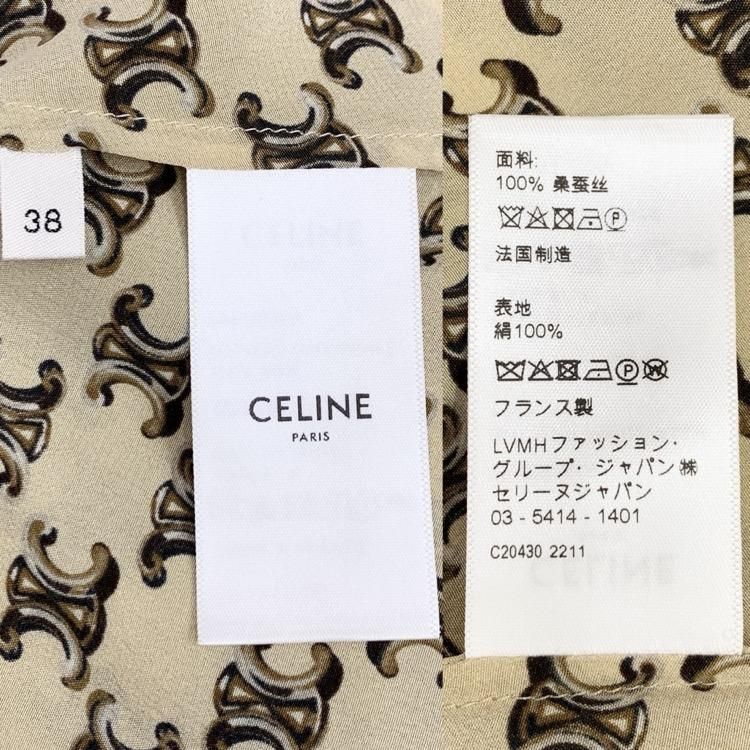 38
CELINE
PARIS
面料:
100% 桑蚕丝
法国制造
表地
絹100%
フランス製
LVMHファッション・
グループ・ジャパン㈱
セリーヌジャパン
03 - 5414 - 1401
C20430 2211